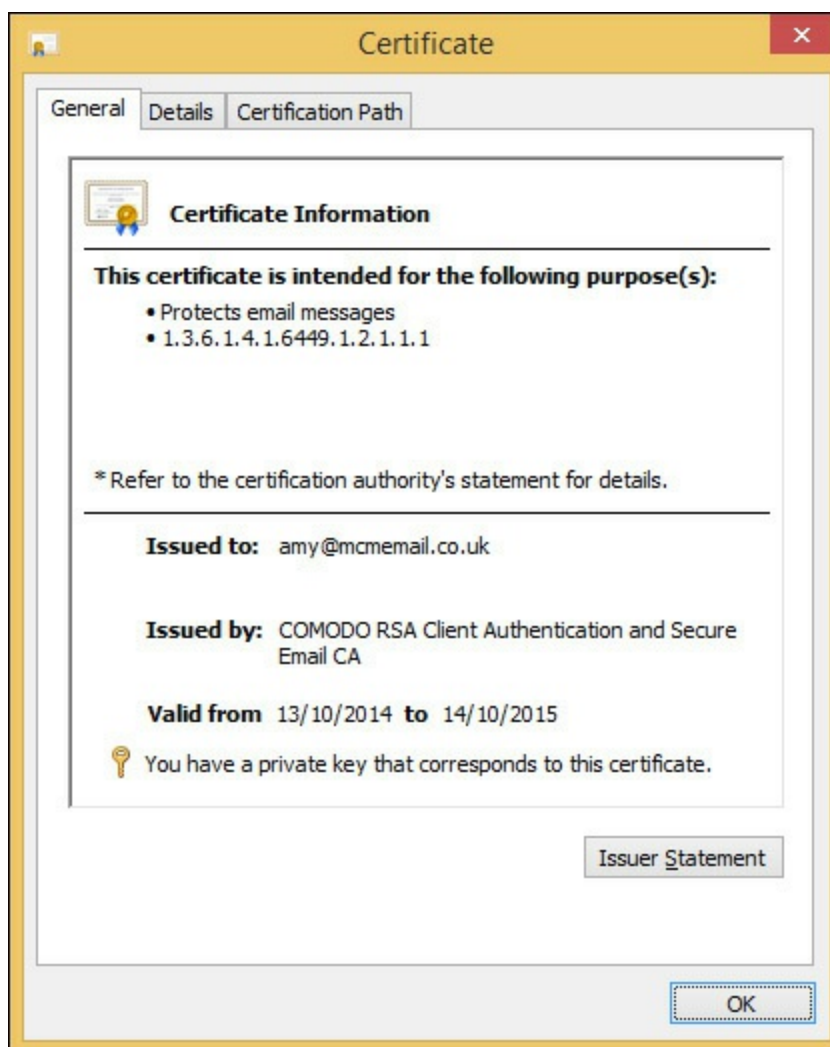 Certificate
×
General Details Certification Path
Certificate Information
This certificate is intended for the following purpose(s):
• Protects email messages
• 1.3.6.1.4.1.6449.1.2.1.1.1
* Refer to the certification authority's statement for details.
Issued to: amy@mcmemail.co.uk
Issued by: COMODO RSA Client Authentication and Secure
Email CA
Valid from 13/10/2014 to 14/10/2015
You have a private key that corresponds to this certificate.
Issuer Statement
OK